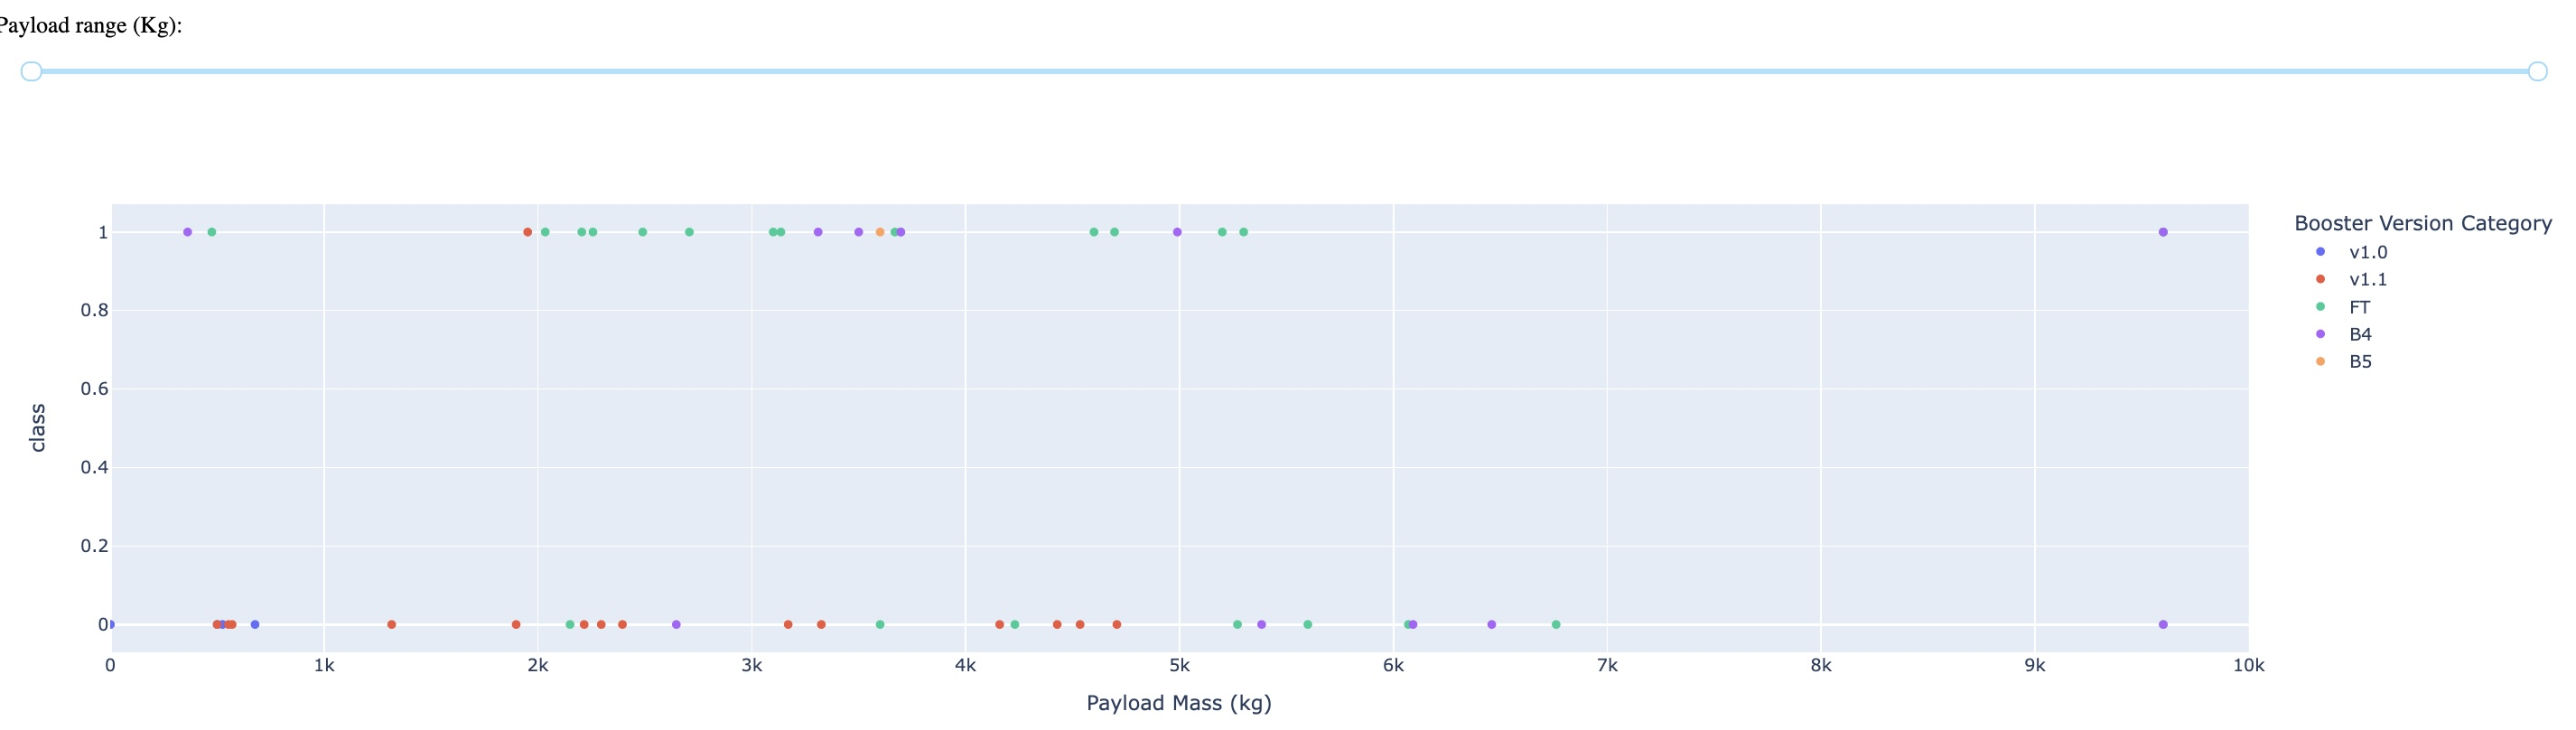 Payload range (Kg):
Booster Version Category
v1.0
v1.1
FT
B4
B5
1
0.8
0.6
0.4
0.2
0
class
0 1k 2k 3k 4k 5k 6k 7k 8k 9k 10k
Payload Mass (kg)